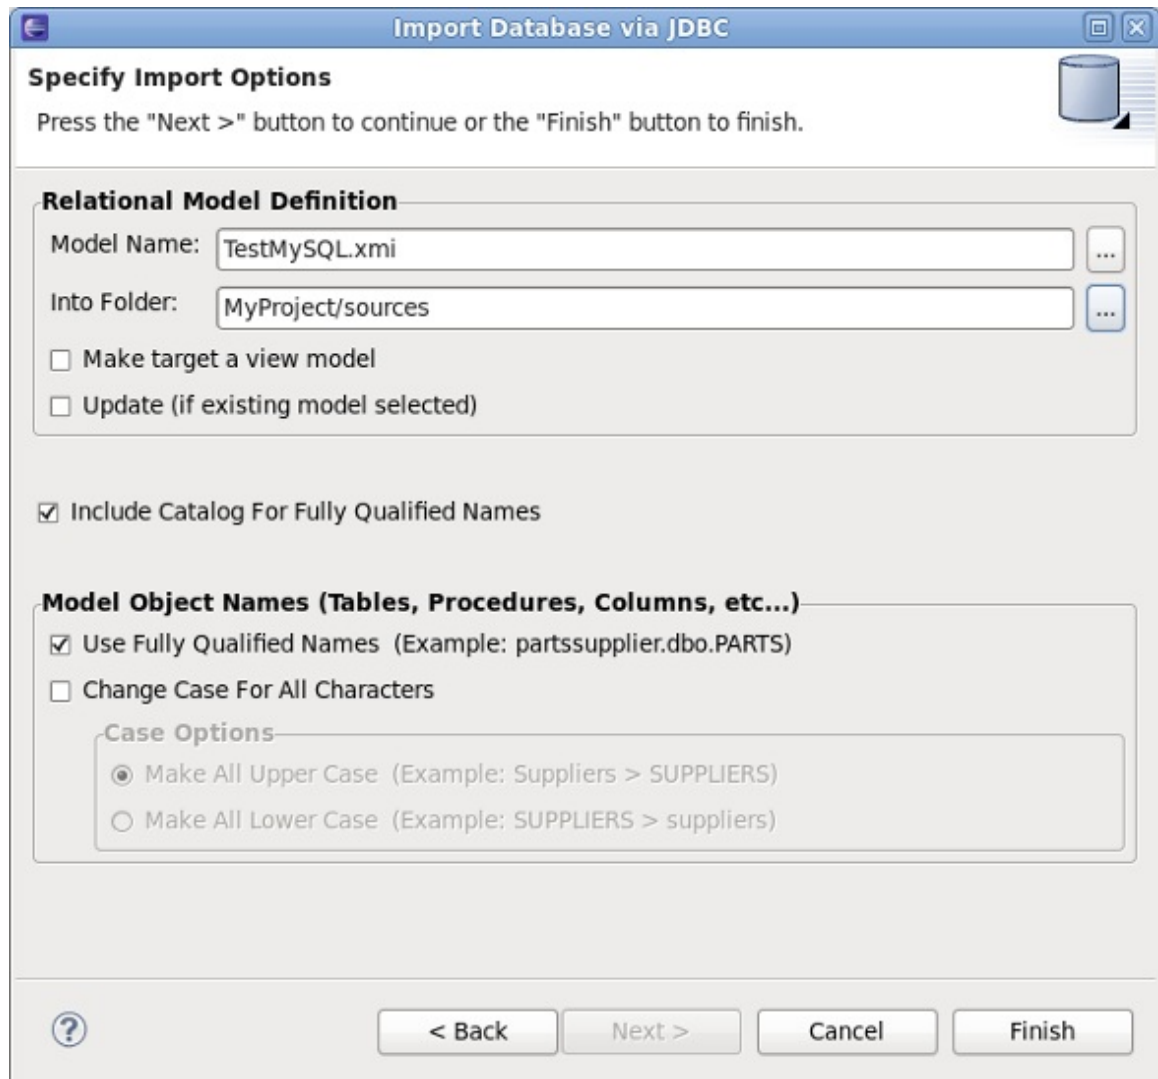 Import Database via JDBC
Specify Import Options
Press the "Next >" button to continue or the "Finish" button to finish.
Relational Model Definition
Model Name: TestMySQL.xmi ...
Into Folder: MyProject/sources ...
Make target a view model
Update (if existing model selected)
Include Catalog For Fully Qualified Names
Model Object Names (Tables, Procedures, Columns, etc...)
Use Fully Qualified Names (Example: partssupplier.dbo.PARTS)
Change Case For All Characters
Case Options
Make All Upper Case (Example: Suppliers > SUPPLIERS)
Make All Lower Case (Example: SUPPLIERS > suppliers)
? < Back Next > Cancel Finish